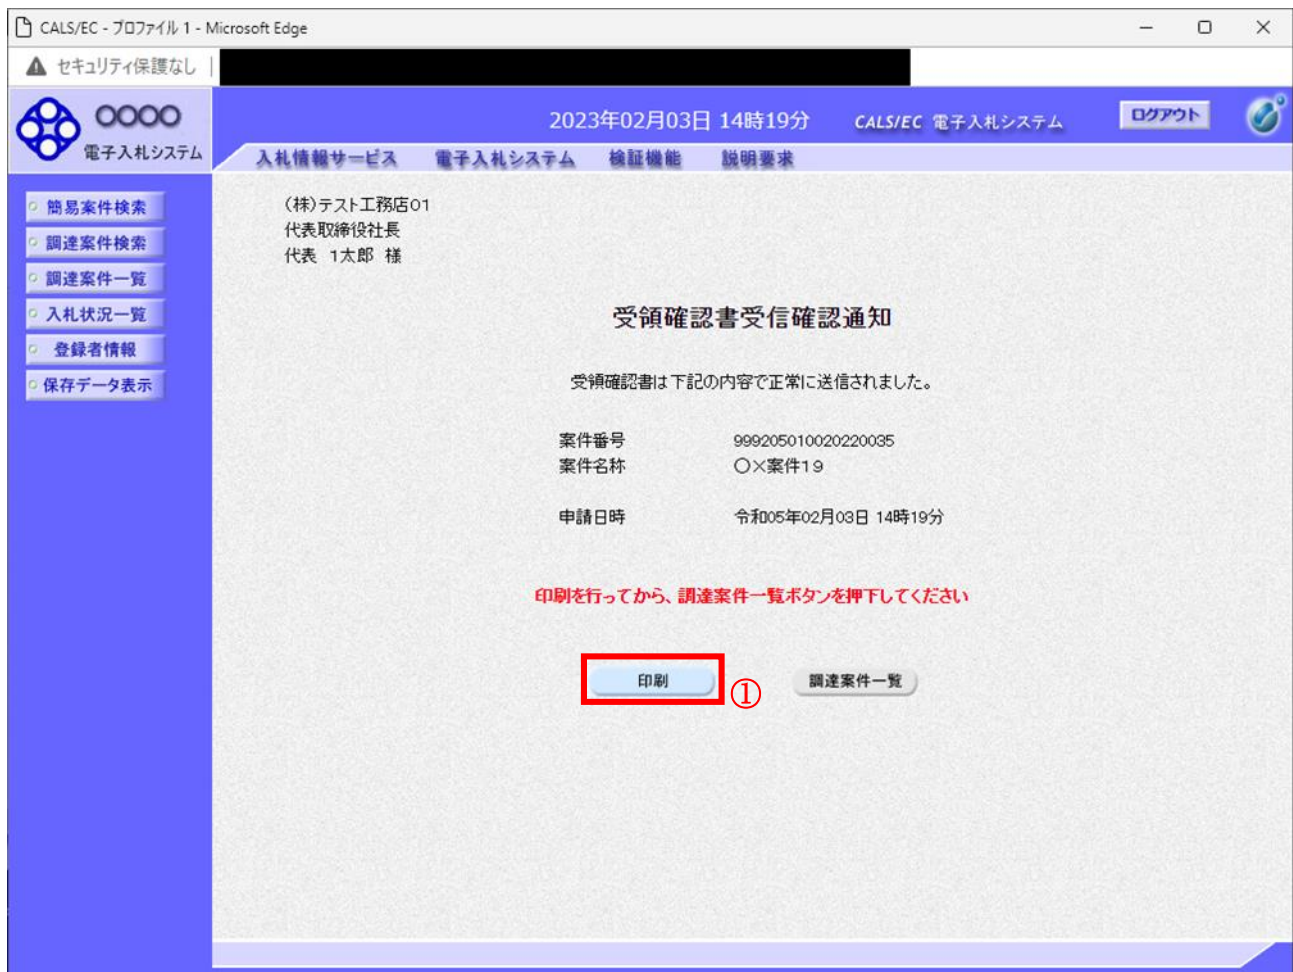 CALS/EC - プロファイル 1 - Microsoft Edge
セキュリティ保護なし
〇〇〇〇
電子入札システム
2023年02月03日 14時19分
CALS/EC 電子入札システム
ログアウト
入札情報サービス 電子入札システム 検証機能 説明要求
簡易案件検索
調達案件検索
調達案件一覧
入札状況一覧
登録者情報
保存データ表示
(株)テスト工務店01
代表取締役社長
代表 1太郎 様
受領確認書受信確認通知
受領確認書は下記の内容で正常に送信されました。
案件番号 999205010020220035
案件名称 〇×案件19
申請日時 令和05年02月03日 14時19分
印刷を行ってから、調達案件一覧ボタンを押下してください
印刷 ① 調達案件一覧